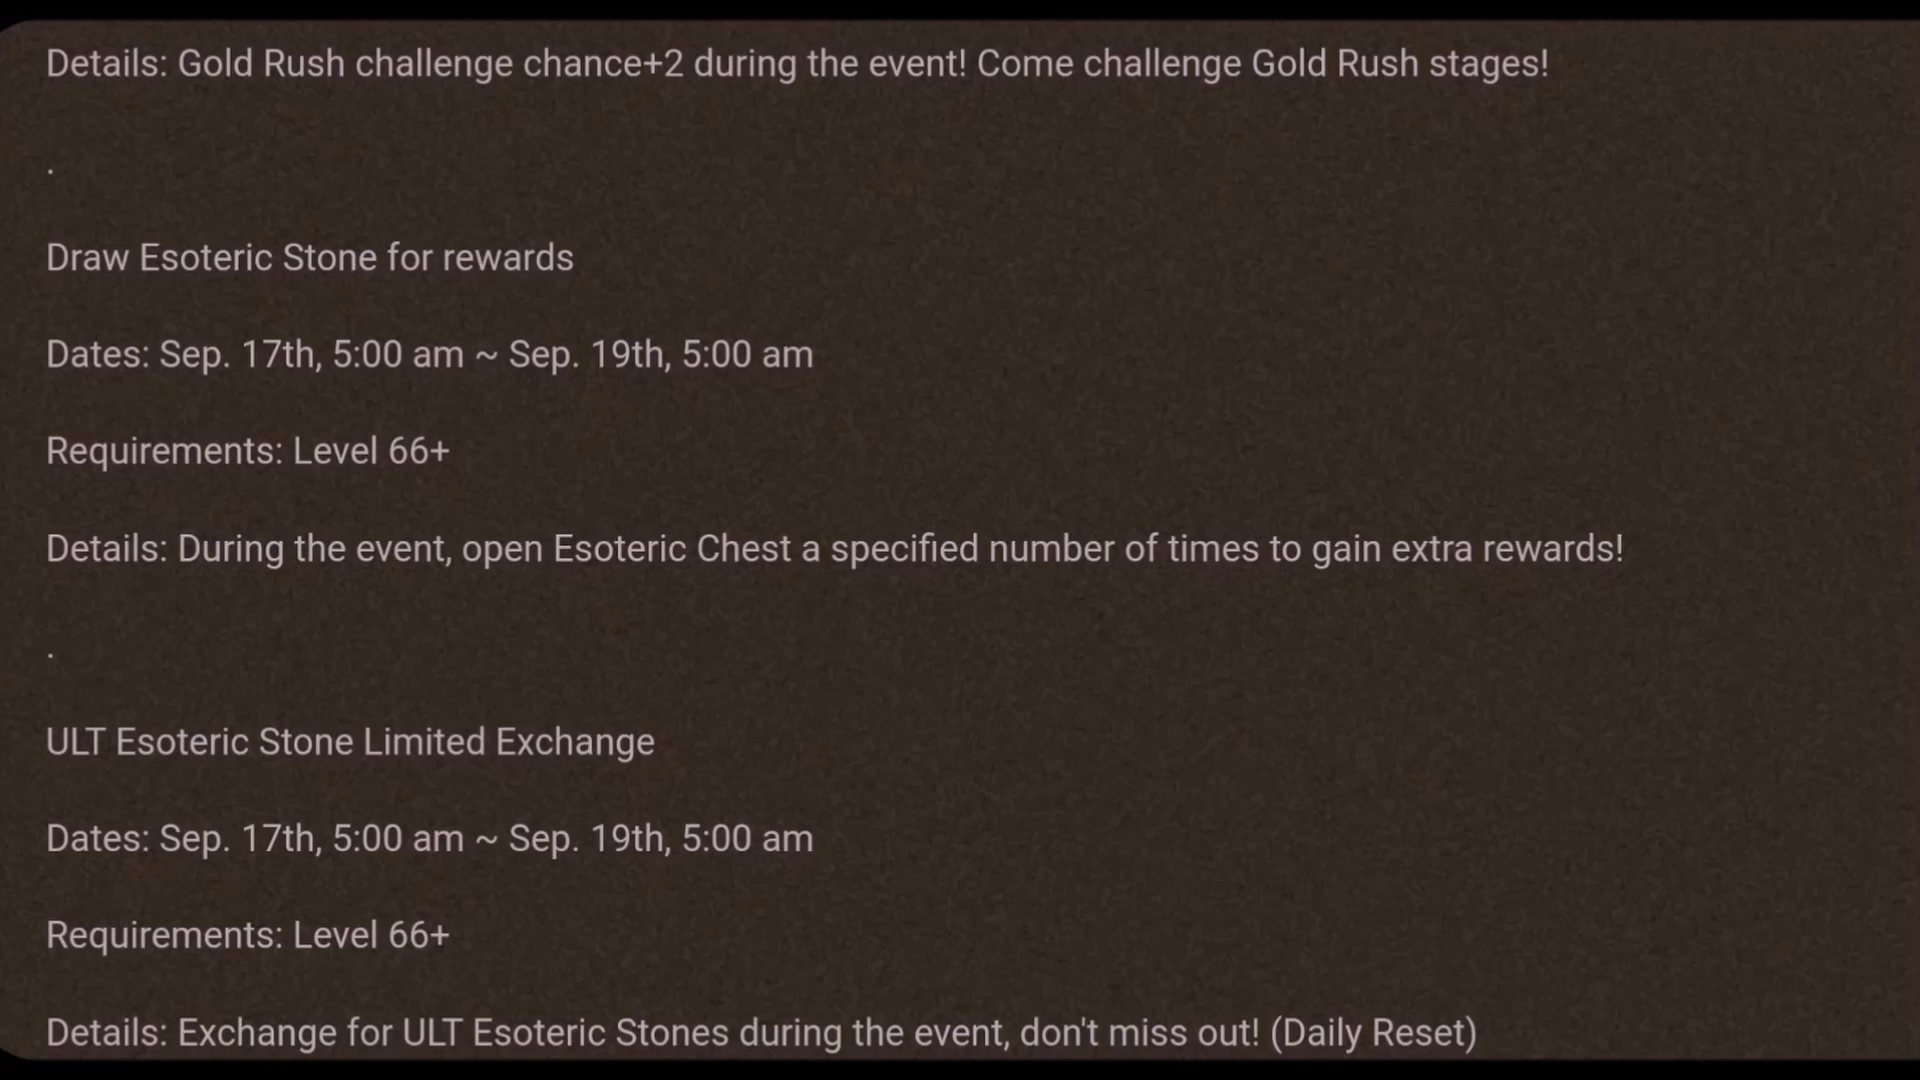 Details: Gold Rush challenge chance+2 during the event! Come challenge Gold Rush stages!
.
Draw Esoteric Stone for rewards
Dates: Sep. 17th, 5:00 am ~ Sep. 19th, 5:00 am
Requirements: Level 66+
Details: During the event, open Esoteric Chest a specified number of times to gain extra rewards!
.
ULT Esoteric Stone Limited Exchange
Dates: Sep. 17th, 5:00 am ~ Sep. 19th, 5:00 am
Requirements: Level 66+
Details: Exchange for ULT Esoteric Stones during the event, don't miss out! (Daily Reset)